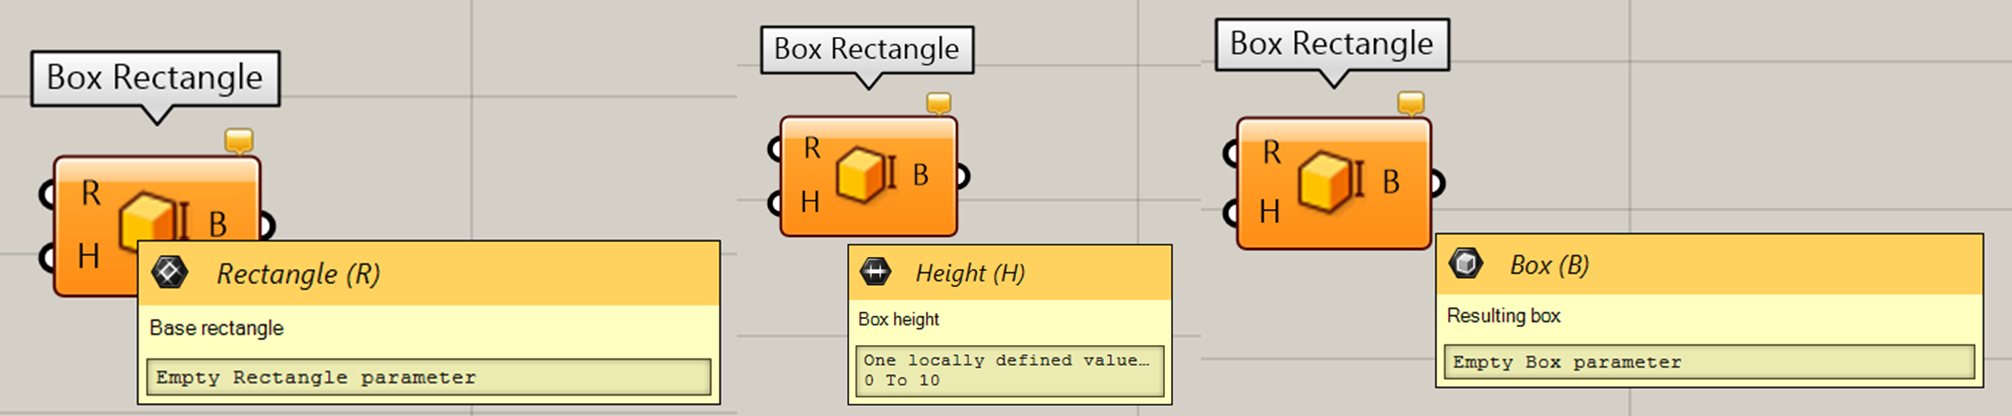 Box Rectangle
R
H
B
Rectangle (R)
Base rectangle
Empty Rectangle parameter
Box Rectangle
R
H
B
Height (H)
Box height
One locally defined value…
0 To 10
Box Rectangle
R
H
B
Box (B)
Resulting box
Empty Box parameter